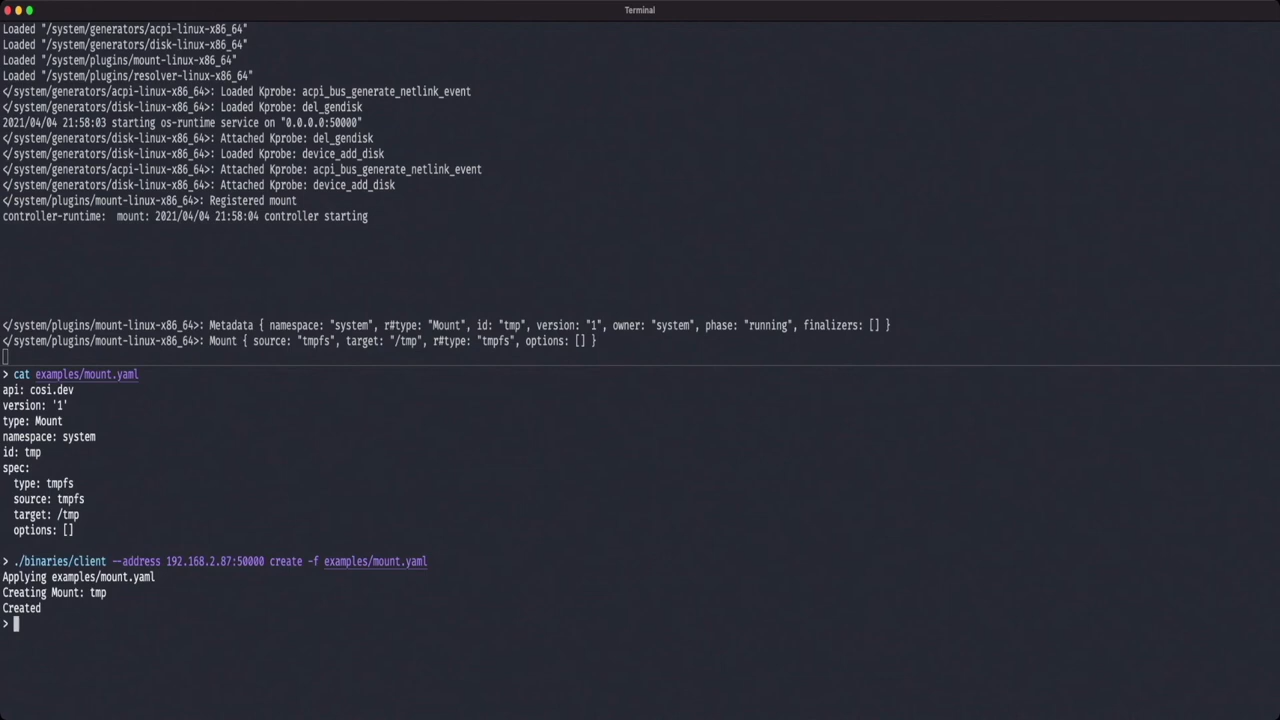 Terminal
Loaded "/system/generators/acpi-linux-x86_64"
Loaded "/system/generators/disk-linux-x86_64"
Loaded "/system/plugins/mount-linux-x86_64"
Loaded "/system/plugins/resolver-linux-x86_64"
</system/generators/acpi-linux-x86_64>: Loaded Kprobe: acpi_bus_generate_netlink_event
</system/generators/disk-linux-x86_64>: Loaded Kprobe: del_gendisk
2021/04/04 21:58:03 starting os-runtime service on "0.0.0.0:50000"
</system/generators/disk-linux-x86_64>: Attached Kprobe: del_gendisk
</system/generators/disk-linux-x86_64>: Loaded Kprobe: device_add_disk
</system/generators/acpi-linux-x86_64>: Attached Kprobe: acpi_bus_generate_netlink_event
</system/generators/disk-linux-x86_64>: Attached Kprobe: device_add_disk
</system/plugins/mount-linux-x86_64>: Registered mount
controller-runtime:  mount: 2021/04/04 21:58:04 controller starting
</system/plugins/mount-linux-x86_64>: Metadata { namespace: "system", r#type: "Mount", id: "tmp", version: "1", owner: "system", phase: "running", finalizers: [] }
</system/plugins/mount-linux-x86_64>: Mount { source: "tmpfs", target: "/tmp", r#type: "tmpfs", options: [] }
> cat examples/mount.yaml
api: cosi.dev
version: '1'
type: Mount
namespace: system
id: tmp
spec:
  type: tmpfs
  source: tmpfs
  target: /tmp
  options: []
> ./binaries/client --address 192.168.2.87:50000 create -f examples/mount.yaml
Applying examples/mount.yaml
Creating Mount: tmp
Created
>